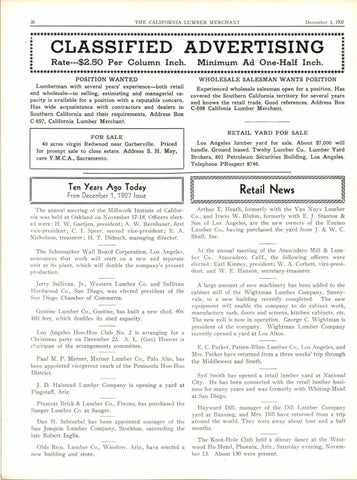 30 THE CALIFORNIA LUMBER MERCHANT December 1, 1937
CLASSIFIED ADVERTISING
Rate---$2.50 Per Column Inch. Minimum Ad One-Half Inch.
POSITION WANTED
Lumberman with several years' experience—both retail
and wholesale—in selling, estimating and managerial ca-
pacity is available for a position with a reputable concern.
Has wide acquaintance with contractors and dealers in
Southern California and their requirements. Address Box
C-697, California Lumber Merchant.
FOR SALE
40 acres virgin Redwood near Garberville. Priced
for prompt sale to close estate. Address S. H. May,
care Y.M.C.A., Sacramento.
WHOLESALE SALESMAN WANTS POSITION
Experienced wholesale salesman open for a position. Has
covered the Southern California territory for several years
and knows the retail trade. Good references. Address Box
C-698 California Lumber Merchant.
RETAIL YARD FOR SALE
Los Angeles lumber yard for sale. About $7,000 will
handle. Ground leased. Twohy Lumber Co., Lumber Yard
Brokers, 801 Petroleum Securities Building, Los Angeles.
Telephone PRospect 8746.
Ten Years Ago Today
From December 1, 1927 Issue
The annual meeting of the Millwork Institute of Califor-
nia was held at Oakland on November 17-18. Officers elect-
ed were: H. W. Gaetjen, president; A. W. Bernhauer, first
vice-president; C. I. Speer, second vice-president; E. A.
Nicholson, treasurer; H. T. Didesch, managing director.
The Schumacher Wall Board Corporation, Los Angeles,
announces that work will start on a new and separate
unit at its plant, which will double the company's present
production.
Jerry Sullivan, Jr., Western Lumber Co. and Sullivan
Hardwood Co., San Diego, was elected president of the
San Diego Chamber of Commerce.
Gastine Lumber Co., Gustine, has built a new shed, 40x
103 feet, which doubles its shed capacity.
Los Angeles Hoo-Hoo Club No. 2 is arranging for a
Christmas party on December 22. A. L. (Gus) Hoover is
chairman of the arrangements committee.
Paul M. P. Merner, Merner Lumber Co., Palo Alto, has
been appointed vicegerent snark of the Peninsula Hoo-Hoo
District.
J. D. Halstead Lumber Company is opening a yard at
Flagstaff, Ariz.
Prescott Brick & Lumber Co., Fresno, has purchased the
Sanger Lumber Co. at Sanger.
Dan H. Schroebel has been appointed manager of the
San Joaquin Lumber Company, Stockton, succeeding the
late Robert Inglis.
Olds Bros. Lumber Co., Winslow, Ariz., have erected a
new building and store.
Retail News
Arthur E. Heath, formerly with the Van Nuys Lumber
Co., and Irwin W. Bluhm, formerly with E. J. Stanton &
Son of Los Angeles, are the new owners of the Encino
Lumber Co., having purchased the yard from J. & W. C.
Shull, Inc.
At the annual meeting of the Atascadero Mill & Lum-
ber Co., Atascadero, Calif., the following officers were
elected: Earl Kinney, president; W. A. Corbett, vice-presi-
dent, and W. E. Hanson, secretary-treasurer.
A large amount of new machinery has been added to the
cabinet mill of the Wightman Lumber Company, Sunny-
vale, in a new building recently completed. The new
equipment will enable the company to do cabinet work,
manufacture sash, doors and screens, kitchen cabinets, etc.
The new mill is now in operation. George C. Wightman is
president of the company. Wightman Lumber Company
recently opened a yard at Los Altos.
E. C. Parker, Patten-Blinn Lumber Co., Los Angeles, and
Mrs. Parker have returned from a three weeks' trip through
the Middlewest and South.
Syd Smith has opened a retail lumber yard at National
City. He has been connected with the retail lumber busi-
ness for many years and was formerly with Whiting-Mead
at San Diego.
Hayward Dill, manager of the Dill Lumber Company
yard at Banning, and Mrs. Dill have returned from a trip
around the world. They were away about four and a half
months.
The Knot-Hole Club held a dinner dance at the West-
wood Ho Hotel, Phoenix, Ariz., Saturday evening, Novem-
ber 13. About 150 were present.